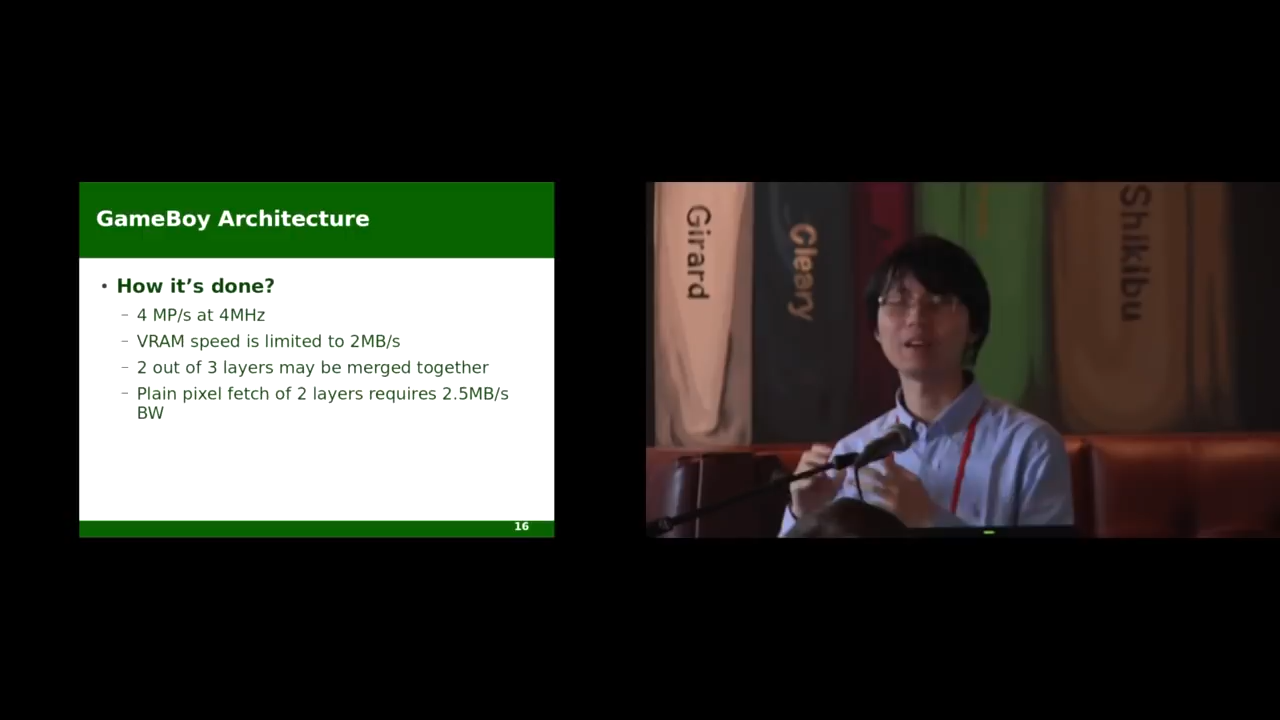 GameBoy Architecture
• How it's done?
– 4 MP/s at 4MHz
– VRAM speed is limited to 2MB/s
– 2 out of 3 layers may be merged together
– Plain pixel fetch of 2 layers requires 2.5MB/s
BW
16
Girard
Cleary
Shikibu